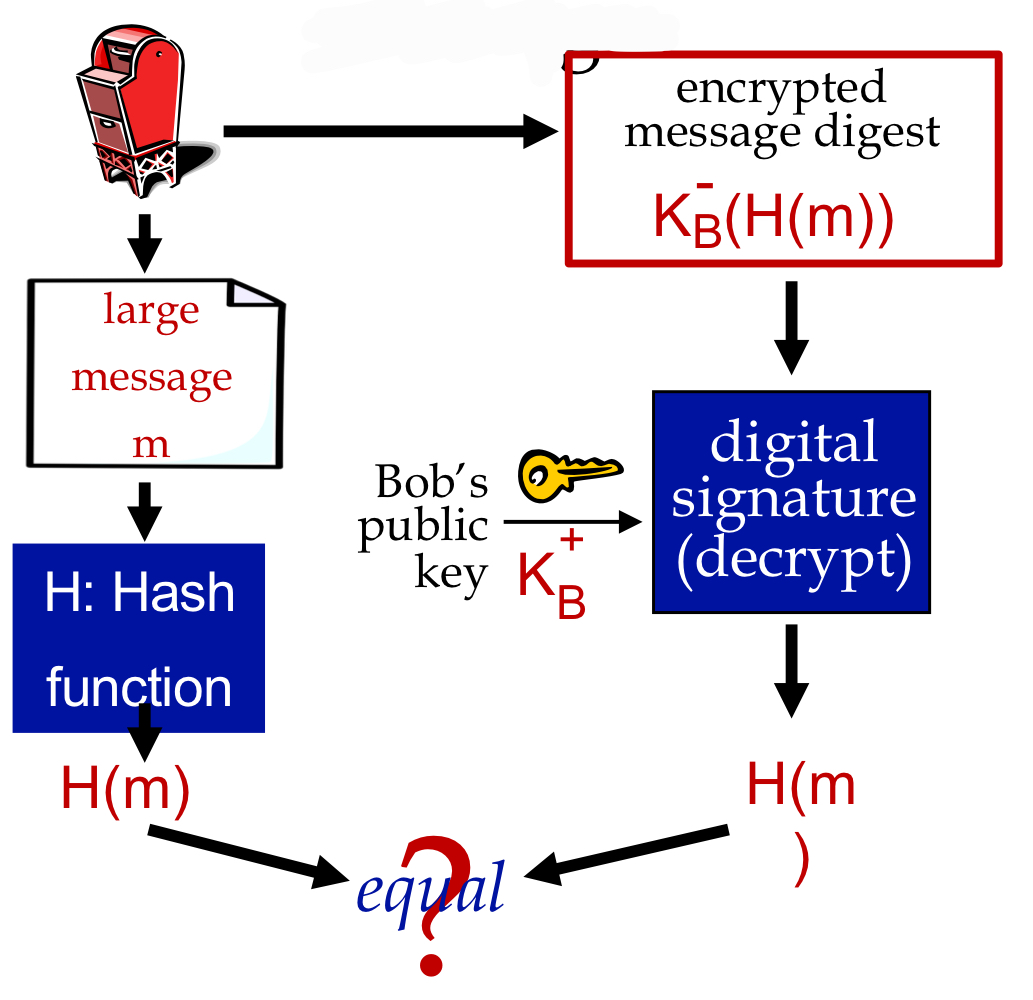 encrypted
message digest
K_B^-(H(m))
large
message
m
Bob's
public
key
K_B^+
digital
signature
(decrypt)
H: Hash
function
H(m)
H(m
)
equal
?